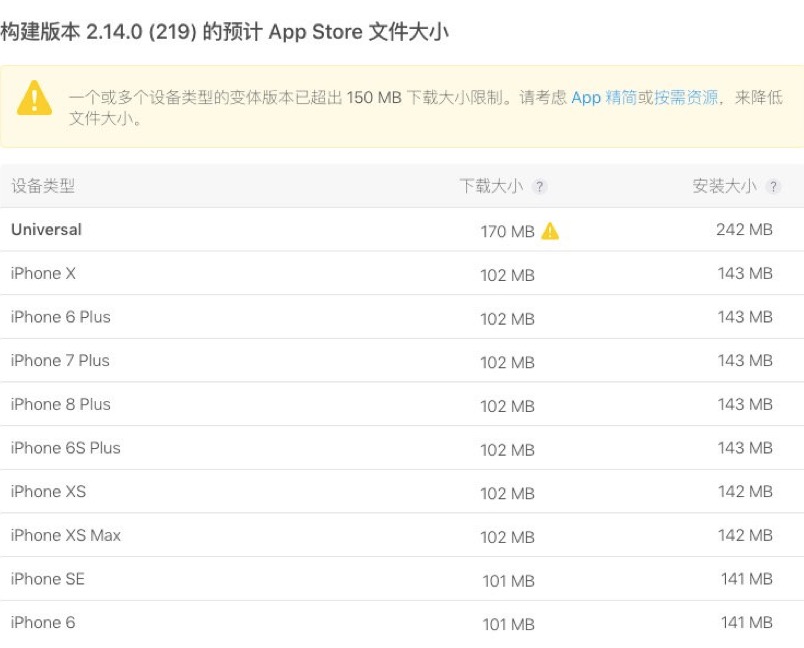 构建版本 2.14.0 (219) 的预计 App Store 文件大小
一个或多个设备类型的变体版本已超出 150 MB 下载大小限制。请考虑 App 精简或按需资源，来降低
文件大小。
设备类型 下载大小 ? 安装大小 ?
Universal 170 MB 242 MB
iPhone X 102 MB 143 MB
iPhone 6 Plus 102 MB 143 MB
iPhone 7 Plus 102 MB 143 MB
iPhone 8 Plus 102 MB 143 MB
iPhone 6S Plus 102 MB 143 MB
iPhone XS 102 MB 142 MB
iPhone XS Max 102 MB 142 MB
iPhone SE 101 MB 141 MB
iPhone 6 101 MB 141 MB